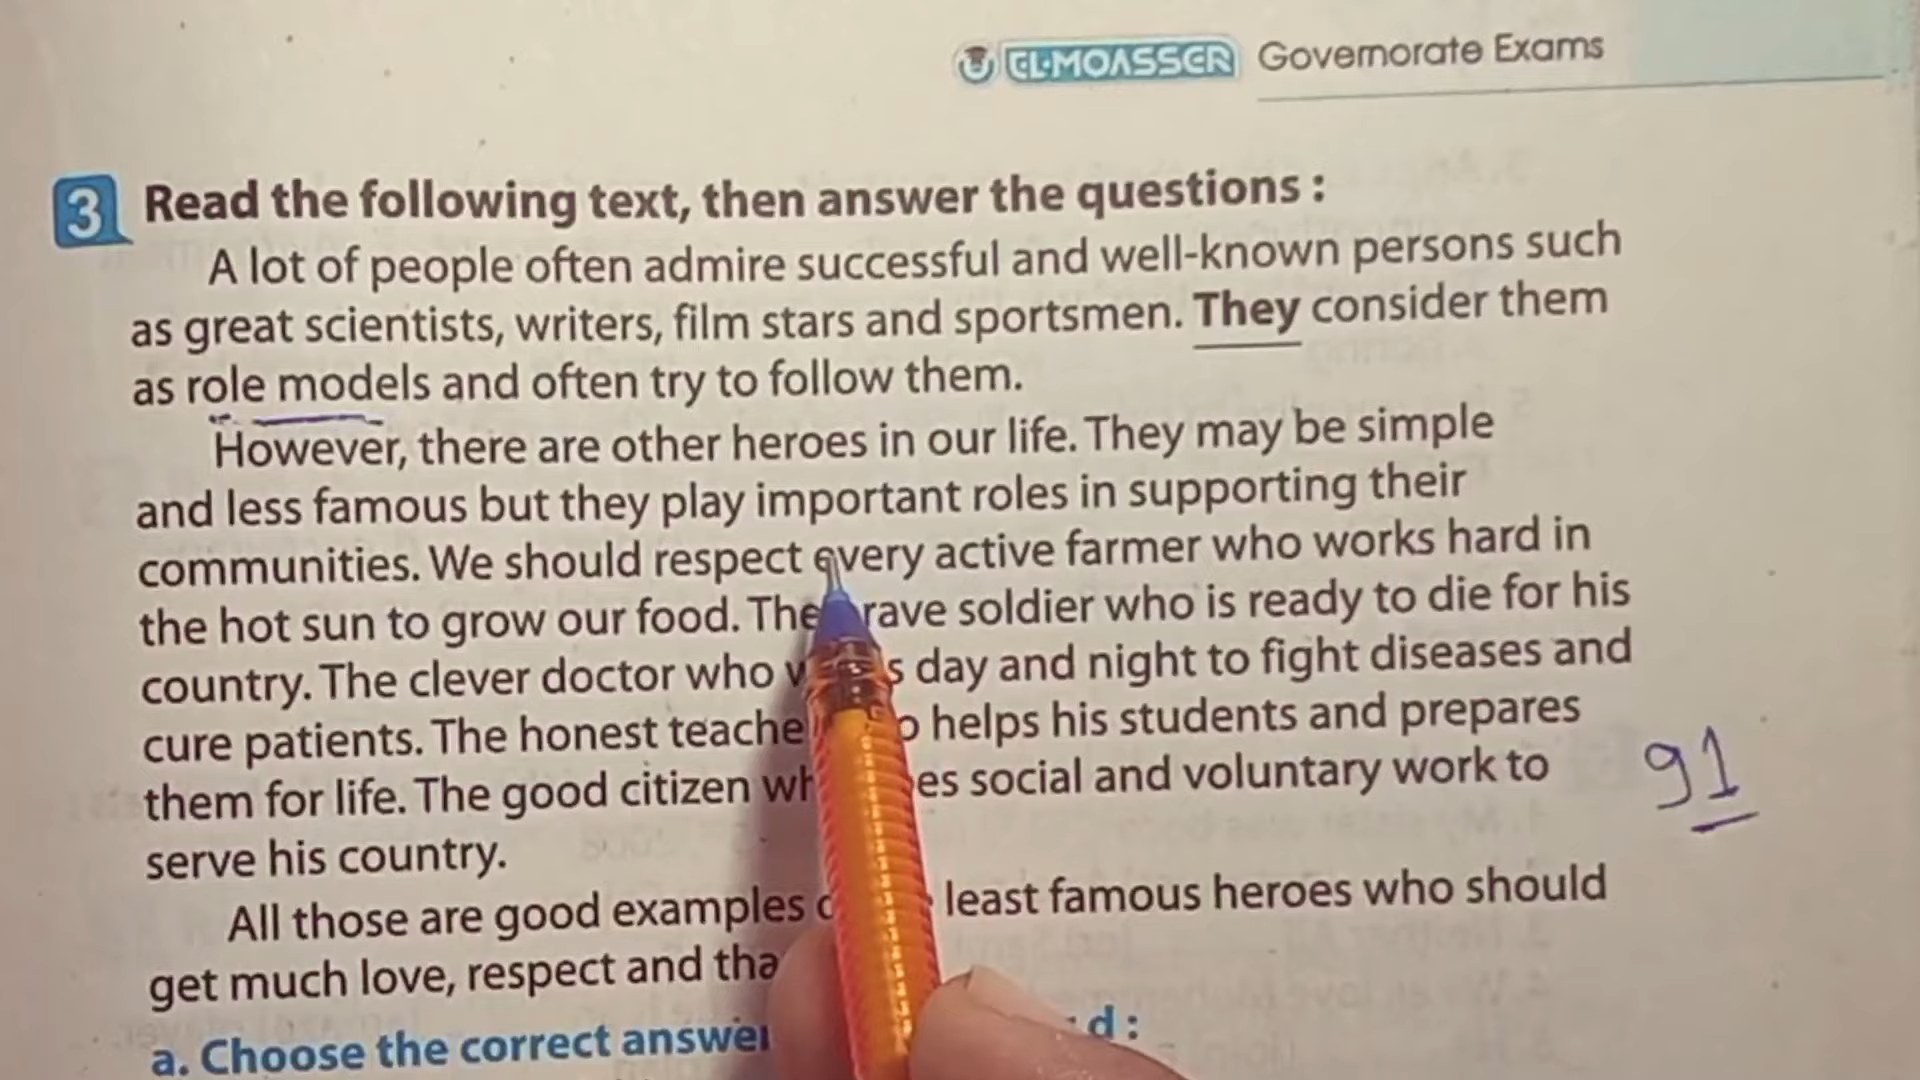 EL-MOASSER Governorate Exams
3 Read the following text, then answer the questions :
A lot of people often admire successful and well-known persons such
as great scientists, writers, film stars and sportsmen. They consider them
as role models and often try to follow them.
However, there are other heroes in our life. They may be simple
and less famous but they play important roles in supporting their
communities. We should respect every active farmer who works hard in
the hot sun to grow our food. The brave soldier who is ready to die for his
country. The clever doctor who day and night to fight diseases and
cure patients. The honest helps his students and prepares
them for life. The good citizen social and voluntary work to
serve his country.
91
All those are good examples least famous heroes who should
get much love, respect and
a. Choose the correct d :